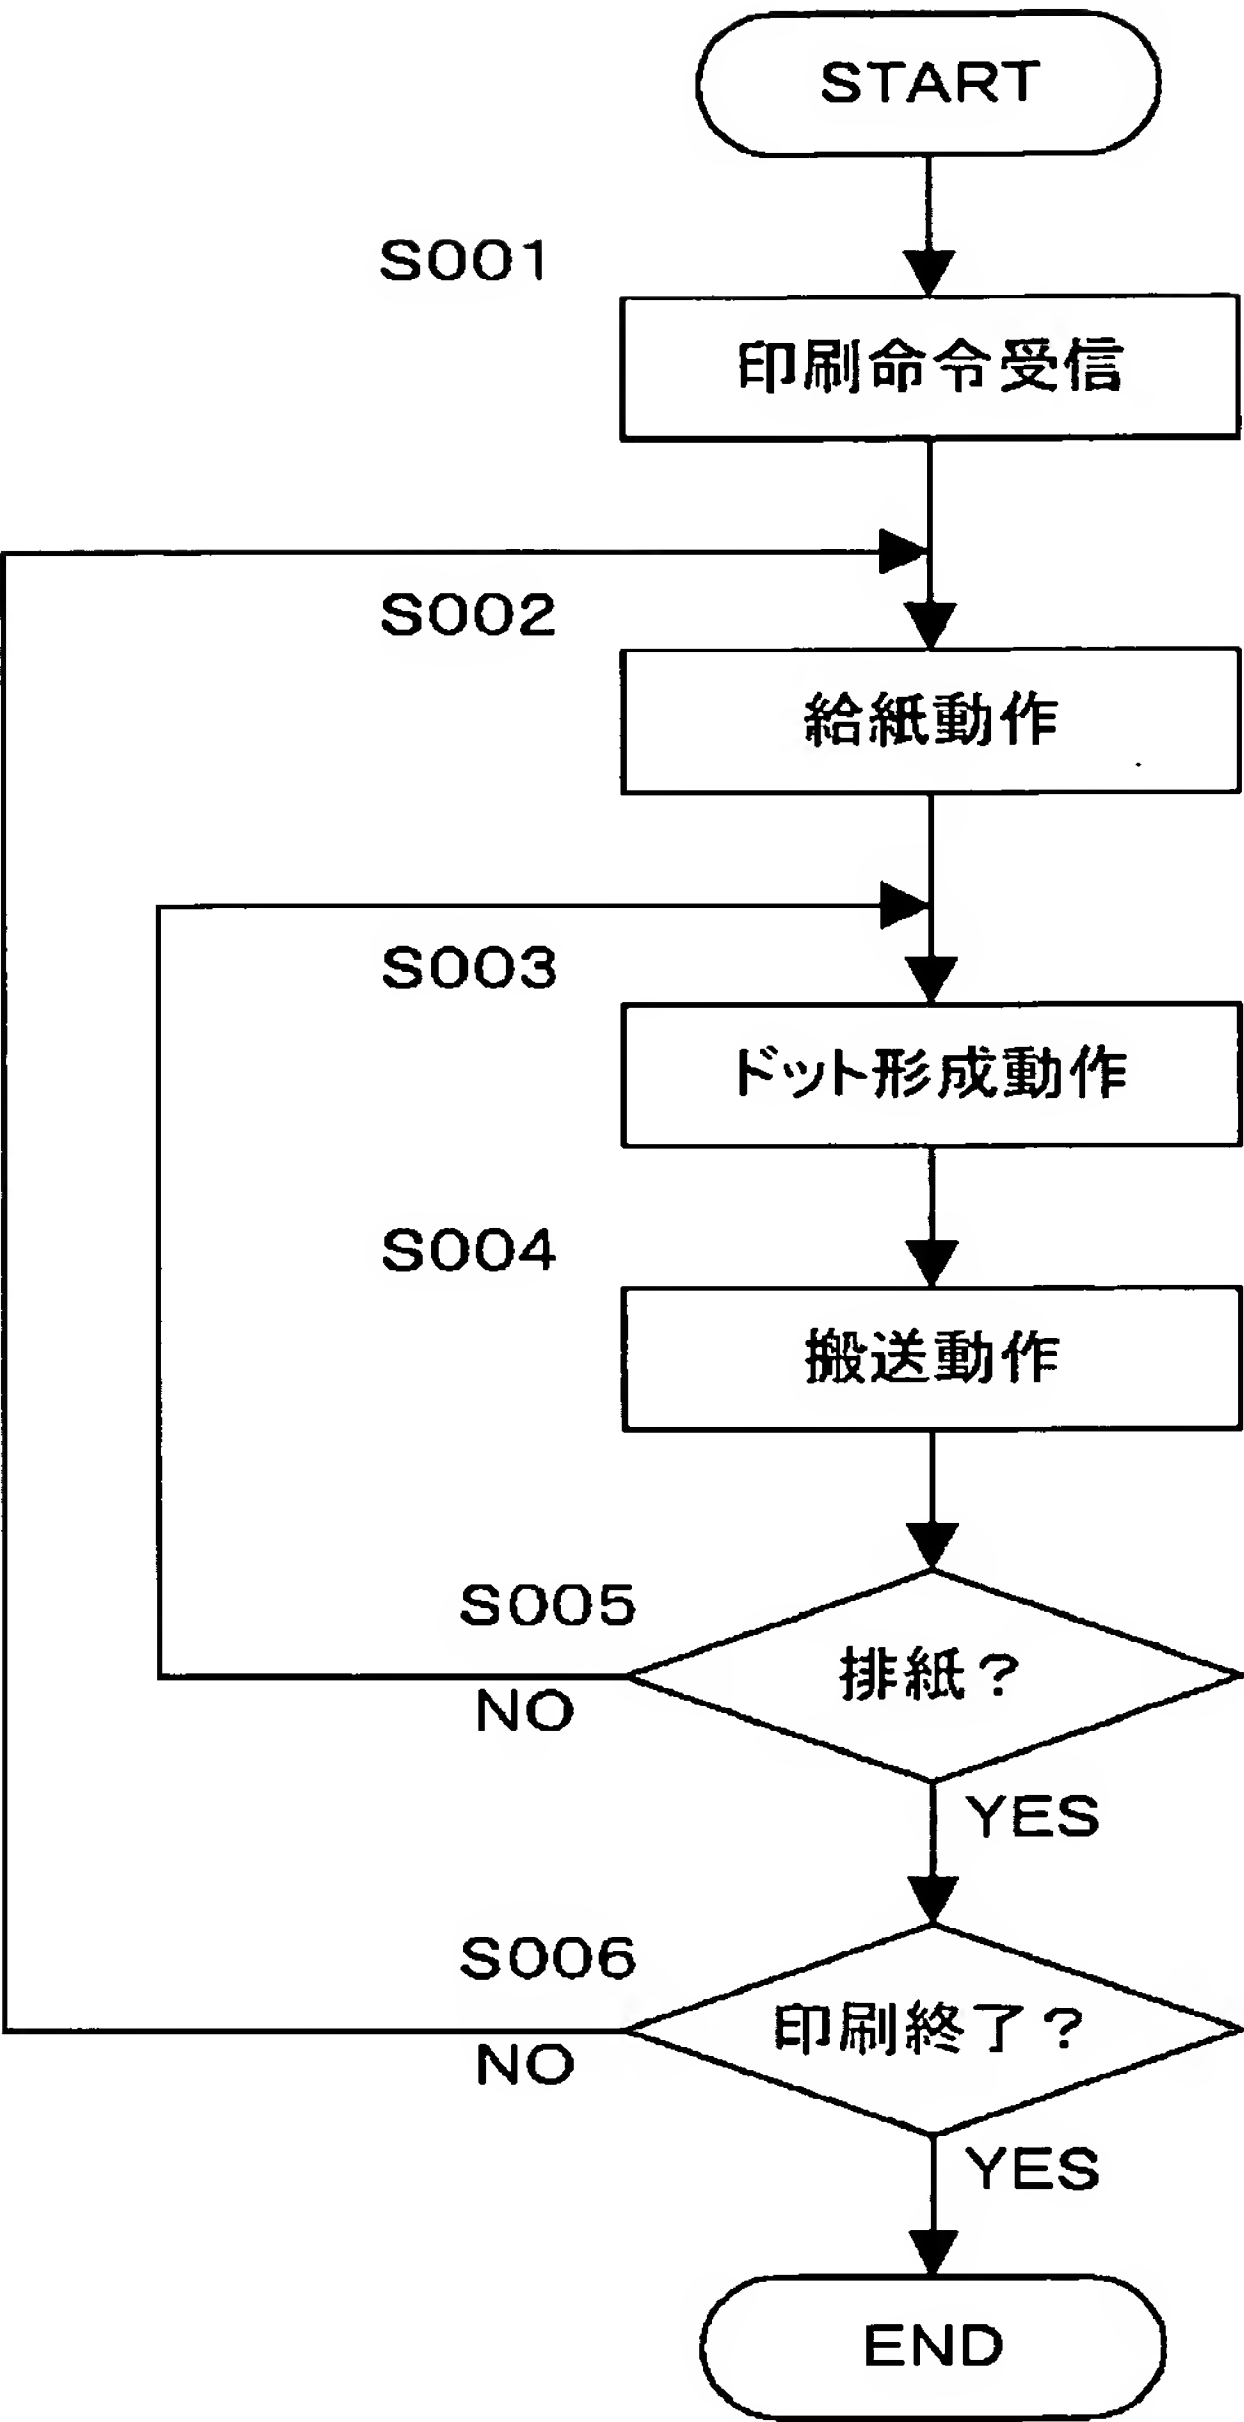 START
S001
印刷命令受信
S002
給紙動作
S003
ドット形成動作
S004
搬送動作
S005
排紙？
NO
YES
S006
印刷終了？
NO
YES
END